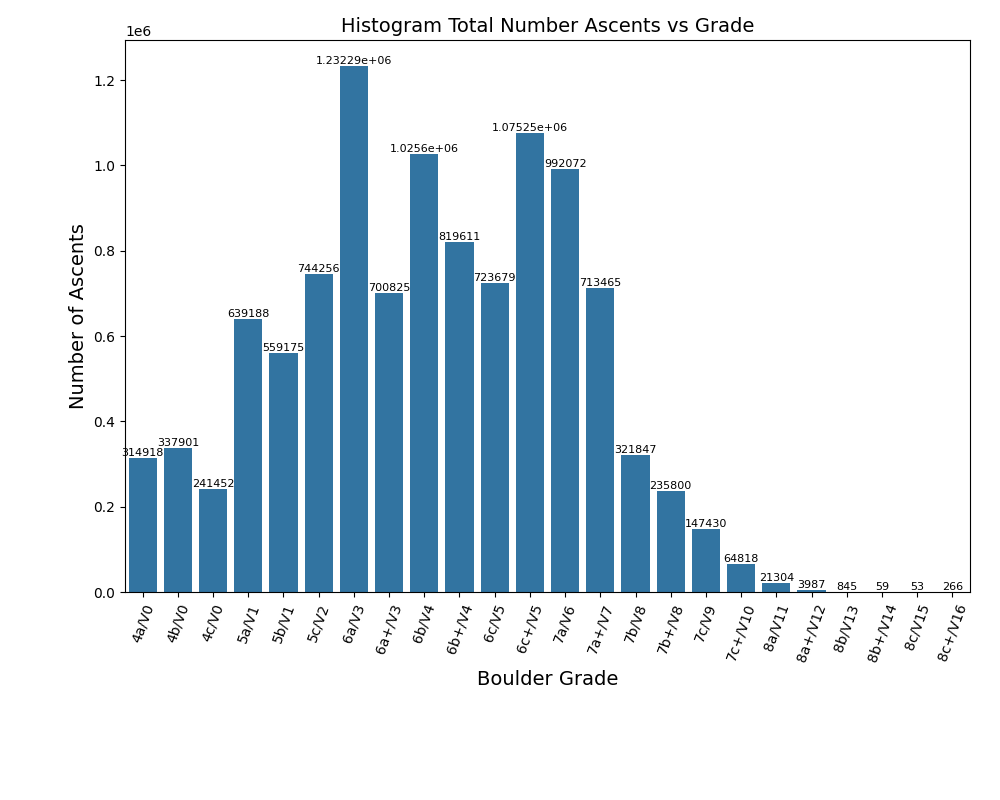 Histogram Total Number Ascents vs Grade
1e6
1.2
1.0
0.8
0.6
0.4
0.2
0.0
Number of Ascents
314918
337901
241452
639188
559175
744256
1.23229e+06
700825
1.0256e+06
819611
723679
1.07525e+06
992072
713465
321847
235800
147430
64818
21304
3987
845
59
53
266
4a/V0
4b/V0
4c/V0
5a/V1
5b/V1
5c/V2
6a/V3
6a+/V3
6b/V4
6b+/V4
6c/V5
6c+/V5
7a/V6
7a+/V7
7b/V8
7b+/V8
7c/V9
7c+/V10
8a/V11
8a+/V12
8b/V13
8b+/V14
8c/V15
8c+/V16
Boulder Grade